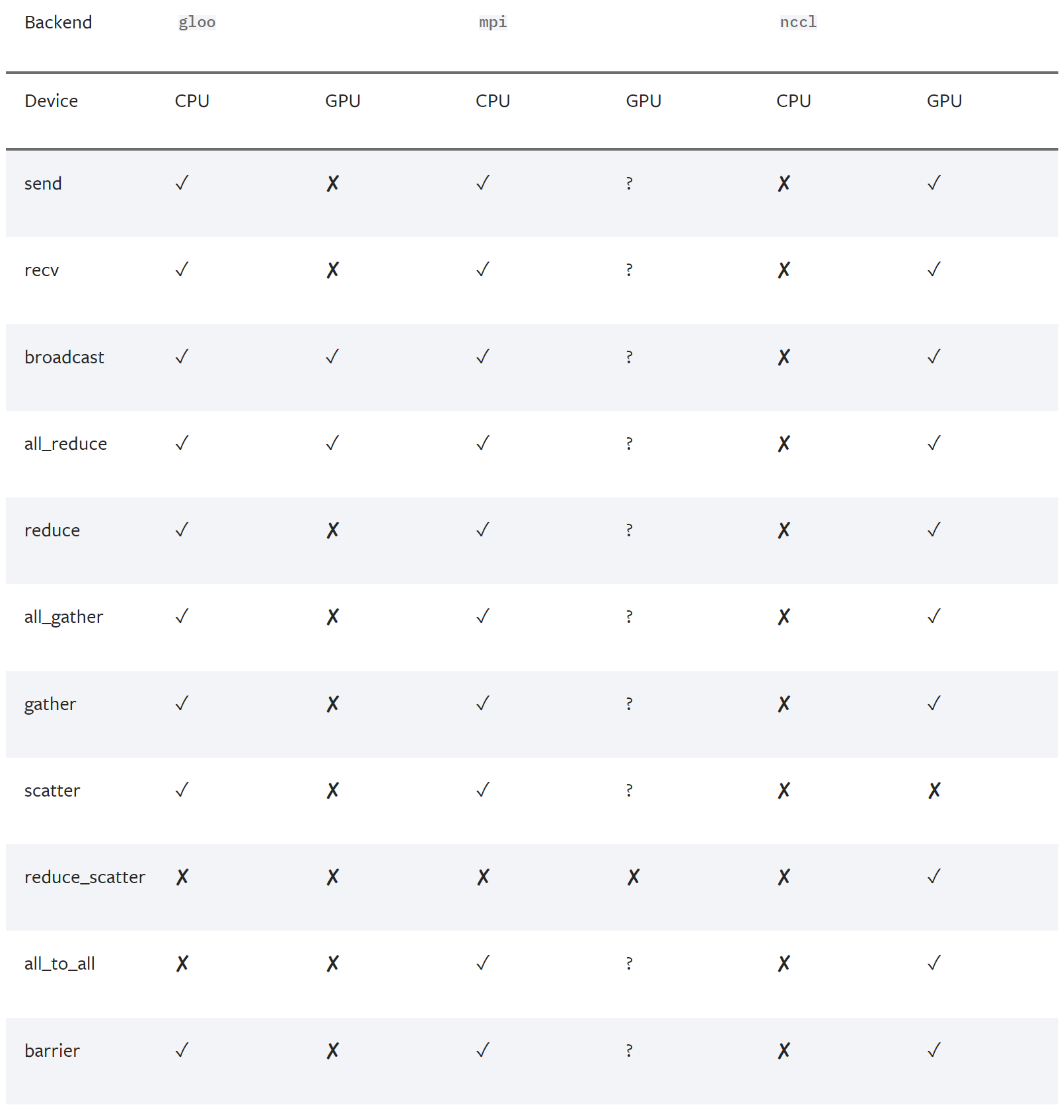 Backend gloo mpi nccl
Device CPU GPU CPU GPU CPU GPU
send ✓ ✗ ✓ ? ✗ ✓
recv ✓ ✗ ✓ ? ✗ ✓
broadcast ✓ ✓ ✓ ? ✗ ✓
all_reduce ✓ ✓ ✓ ? ✗ ✓
reduce ✓ ✗ ✓ ? ✗ ✓
all_gather ✓ ✗ ✓ ? ✗ ✓
gather ✓ ✗ ✓ ? ✗ ✓
scatter ✓ ✗ ✓ ? ✗ ✗
reduce_scatter ✗ ✗ ✗ ✗ ✗ ✓
all_to_all ✗ ✗ ✓ ? ✗ ✓
barrier ✓ ✗ ✓ ? ✗ ✓